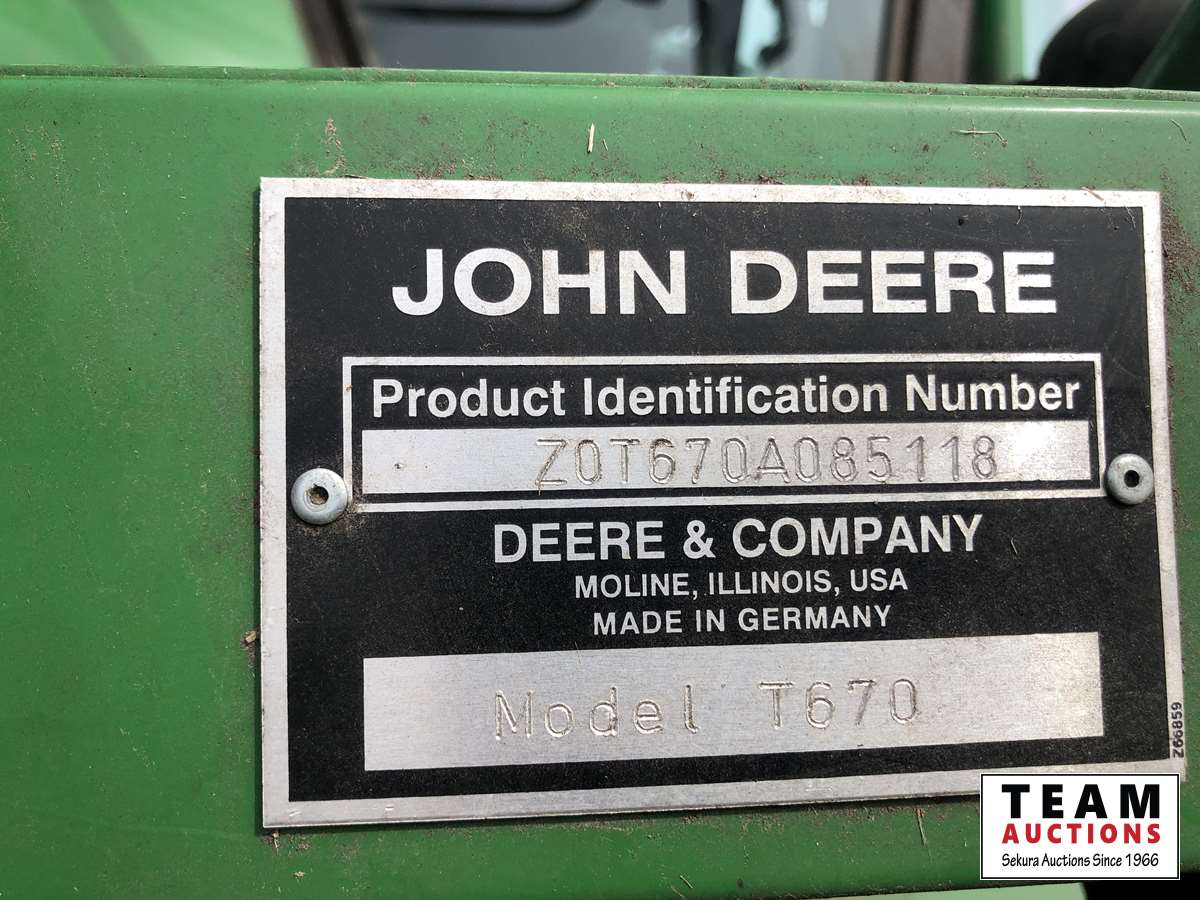 JOHN DEERE
Product Identification Number
Z0T670A085118
DEERE & COMPANY
MOLINE, ILLINOIS, USA
MADE IN GERMANY
Model T670
Z66859
TEAM
AUCTIONS
Sekura Auctions Since 1966